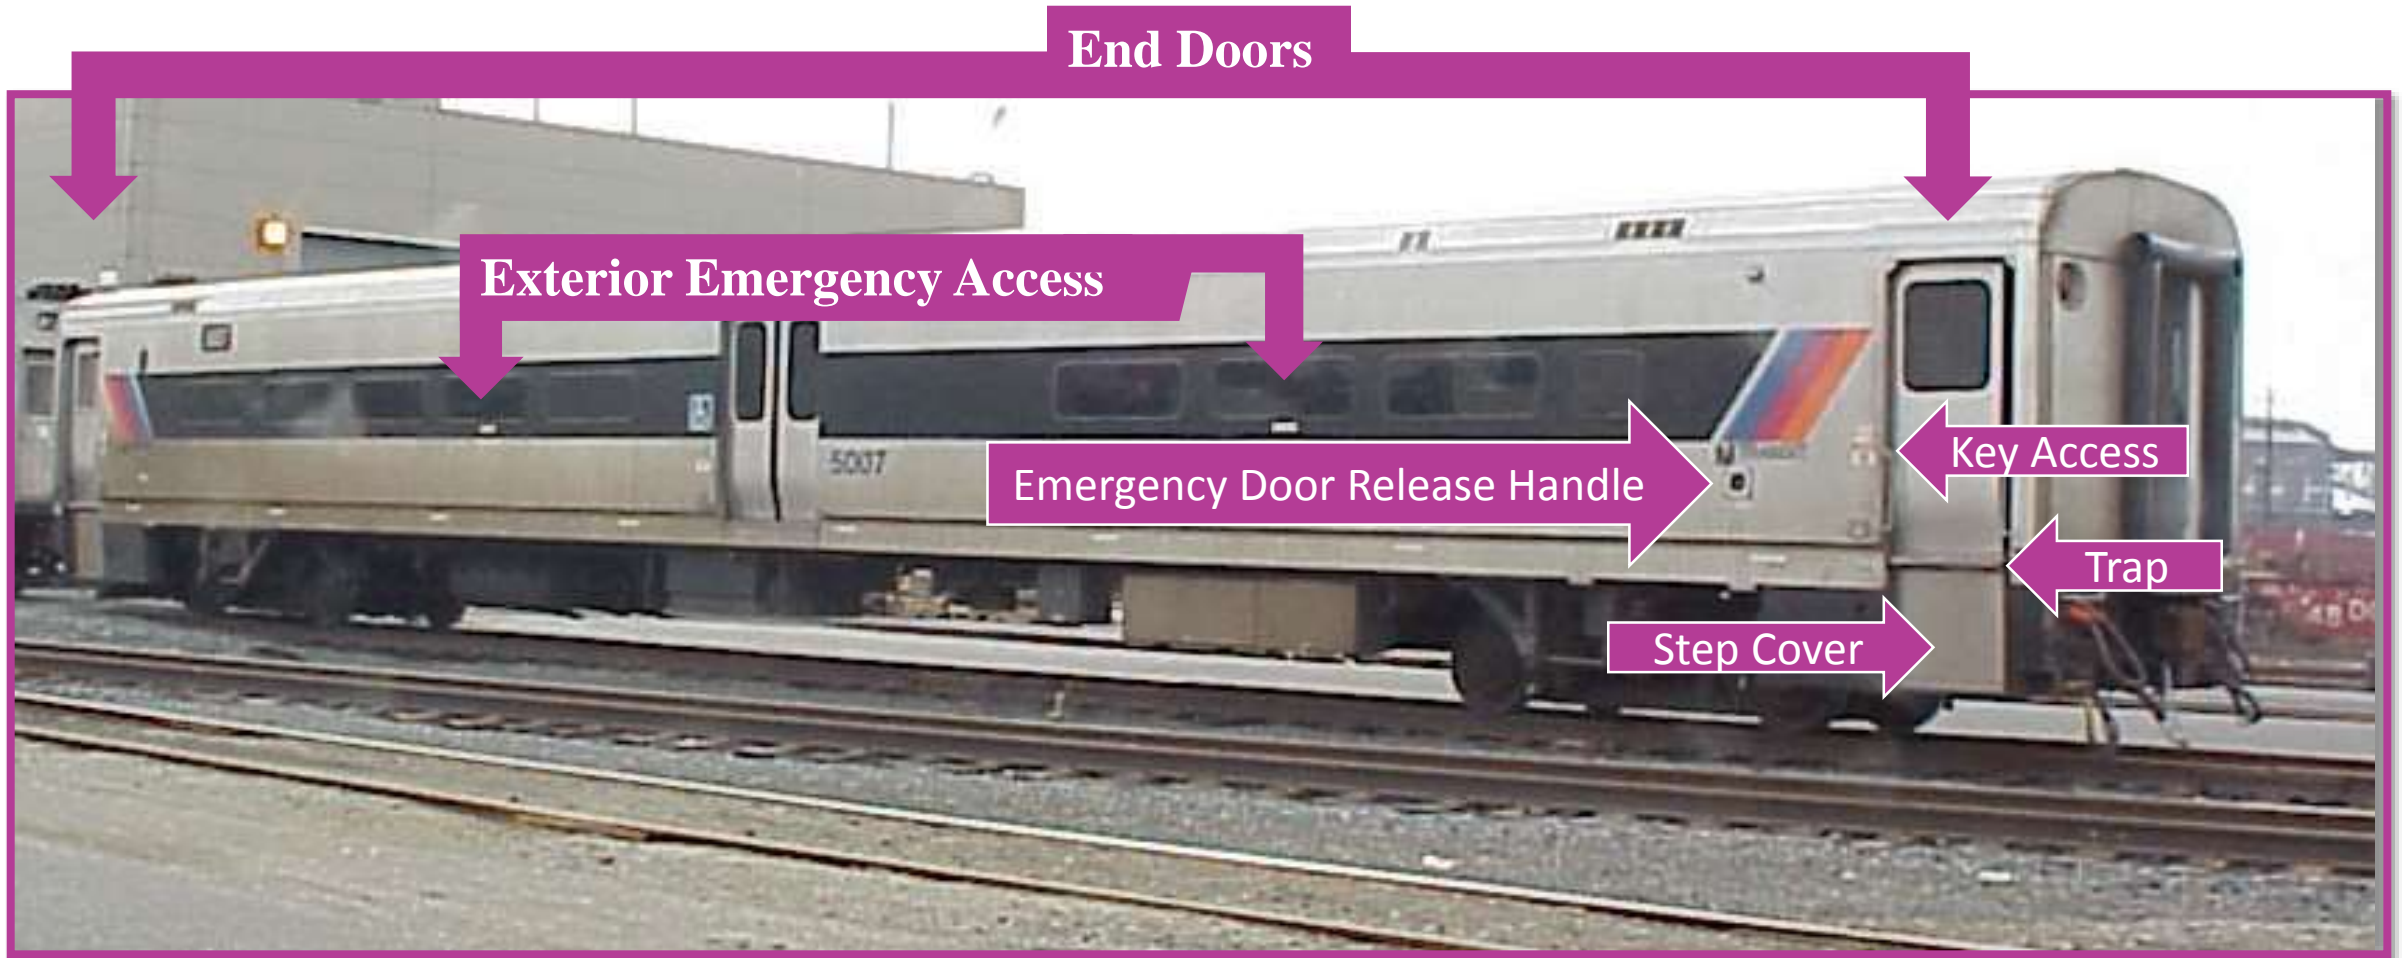 End Doors
Exterior Emergency Access
5007
Emergency Door Release Handle
Key Access
Trap
Step Cover